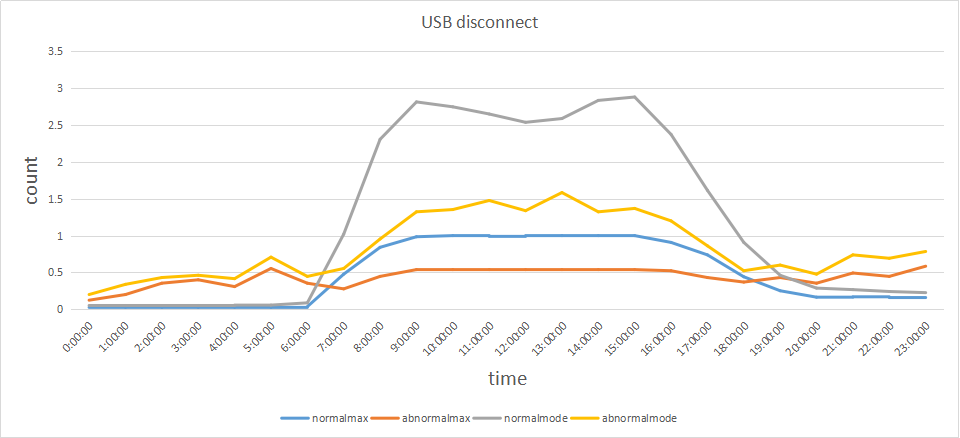 USB disconnect
3.5
3
2.5
2
1.5
1
0.5
0
count
0:00:00 1:00:00 2:00:00 3:00:00 4:00:00 5:00:00 6:00:00 7:00:00 8:00:00 9:00:00 10:00:00 11:00:00 12:00:00 13:00:00 14:00:00 15:00:00 16:00:00 17:00:00 18:00:00 19:00:00 20:00:00 21:00:00 22:00:00 23:00:00
time
normalmax abnormalmax normalmode abnormalmode